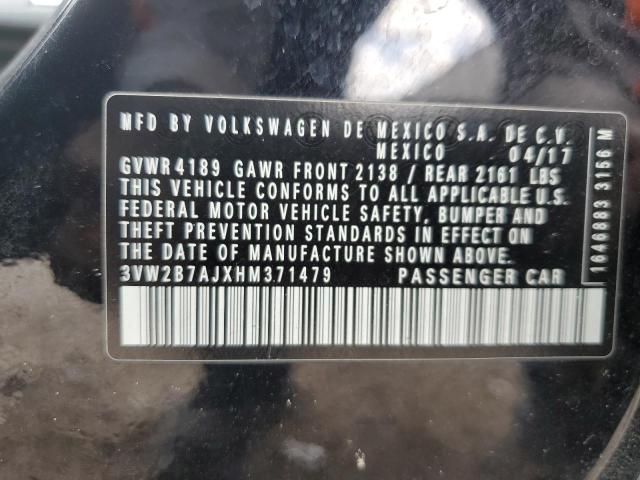 MFD BY VOLKSWAGEN DE MEXICO S.A. DE C.V.
MEXICO 04/17
GVWR 4189 GAWR FRONT 2138 / REAR 2161 LBS
THIS VEHICLE CONFORMS TO ALL APPLICABLE U.S.
FEDERAL MOTOR VEHICLE SAFETY, BUMPER AND
THEFT PREVENTION STANDARDS IN EFFECT ON
THE DATE OF MANUFACTURE SHOWN ABOVE.
3VW2B7AJXHM371479 PASSENGER CAR
1646883 3156 M